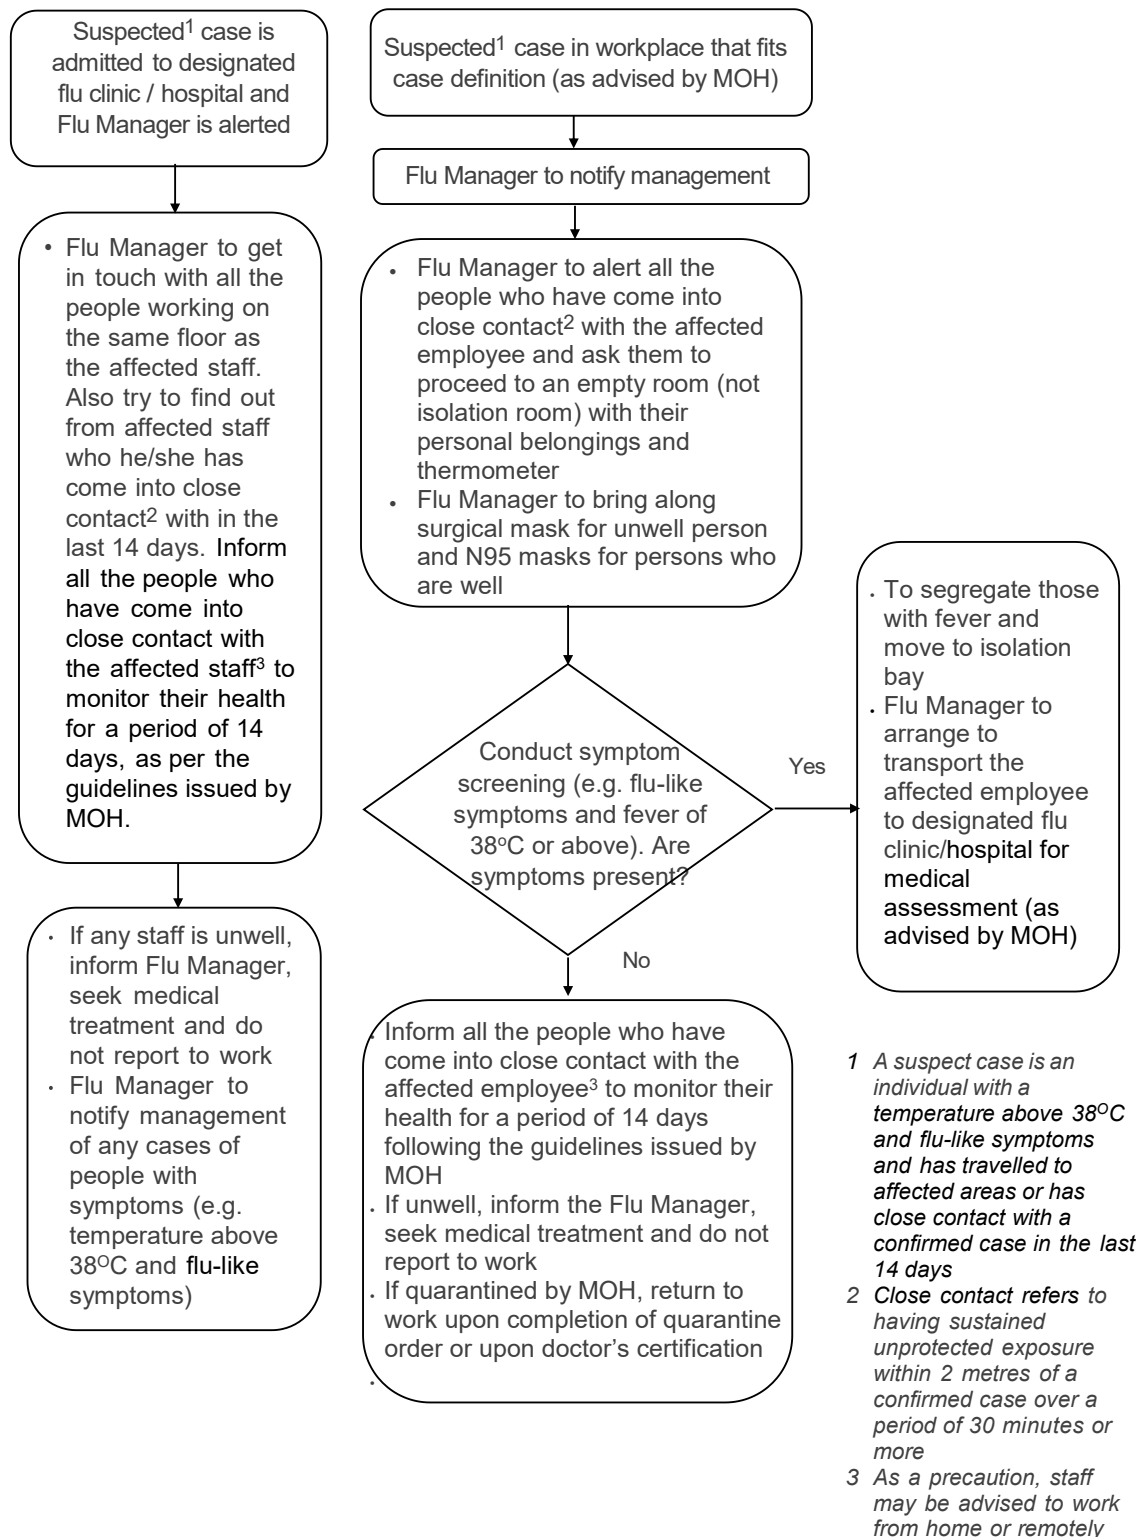 Suspected1 case is
admitted to designated
flu clinic / hospital and
Flu Manager is alerted
• Flu Manager to get
in touch with all the
people working on
the same floor as
the affected staff.
Also try to find out
from affected staff
who he/she has
come into close
contact2 with in the
last 14 days. Inform
all the people who
have come into
close contact with
the affected staff3 to
monitor their health
for a period of 14
days, as per the
guidelines issued by
MOH.
• If any staff is unwell,
inform Flu Manager,
seek medical
treatment and do
not report to work
• Flu Manager to
notify management
of any cases of
people with
symptoms (e.g.
temperature above
38OC and flu-like
symptoms)
Suspected1 case in workplace that fits
case definition (as advised by MOH)
Flu Manager to notify management
• Flu Manager to alert all the
people who have come into
close contact2 with the affected
employee and ask them to
proceed to an empty room (not
isolation room) with their
personal belongings and
thermometer
• Flu Manager to bring along
surgical mask for unwell person
and N95 masks for persons who
are well
Conduct symptom
screening (e.g. flu-like
symptoms and fever of
38oC or above). Are
symptoms present?
Yes
No
• To segregate those
with fever and
move to isolation
bay
• Flu Manager to
arrange to
transport the
affected employee
to designated flu
clinic/hospital for
medical
assessment (as
advised by MOH)
• Inform all the people who have
come into close contact with the
affected employee3 to monitor their
health for a period of 14 days
following the guidelines issued by
MOH
• If unwell, inform the Flu Manager,
seek medical treatment and do not
report to work
• If quarantined by MOH, return to
work upon completion of quarantine
order or upon doctor’s certification
•
1 A suspect case is an
individual with a
temperature above 38OC
and flu-like symptoms
and has travelled to
affected areas or has
close contact with a
confirmed case in the last
14 days
2 Close contact refers to
having sustained
unprotected exposure
within 2 metres of a
confirmed case over a
period of 30 minutes or
more
3 As a precaution, staff
may be advised to work
from home or remotely